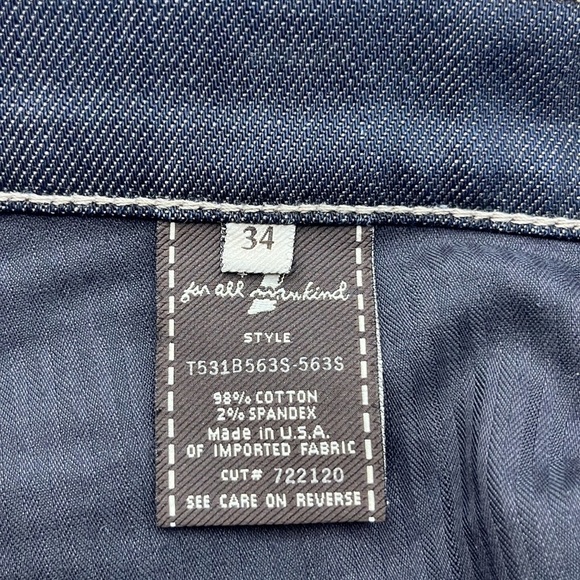 34
7
for all mankind
STYLE
T531B563S-563S
98% COTTON
2% SPANDEX
Made in U.S.A.
OF IMPORTED FABRIC
CUT# 722120
SEE CARE ON REVERSE